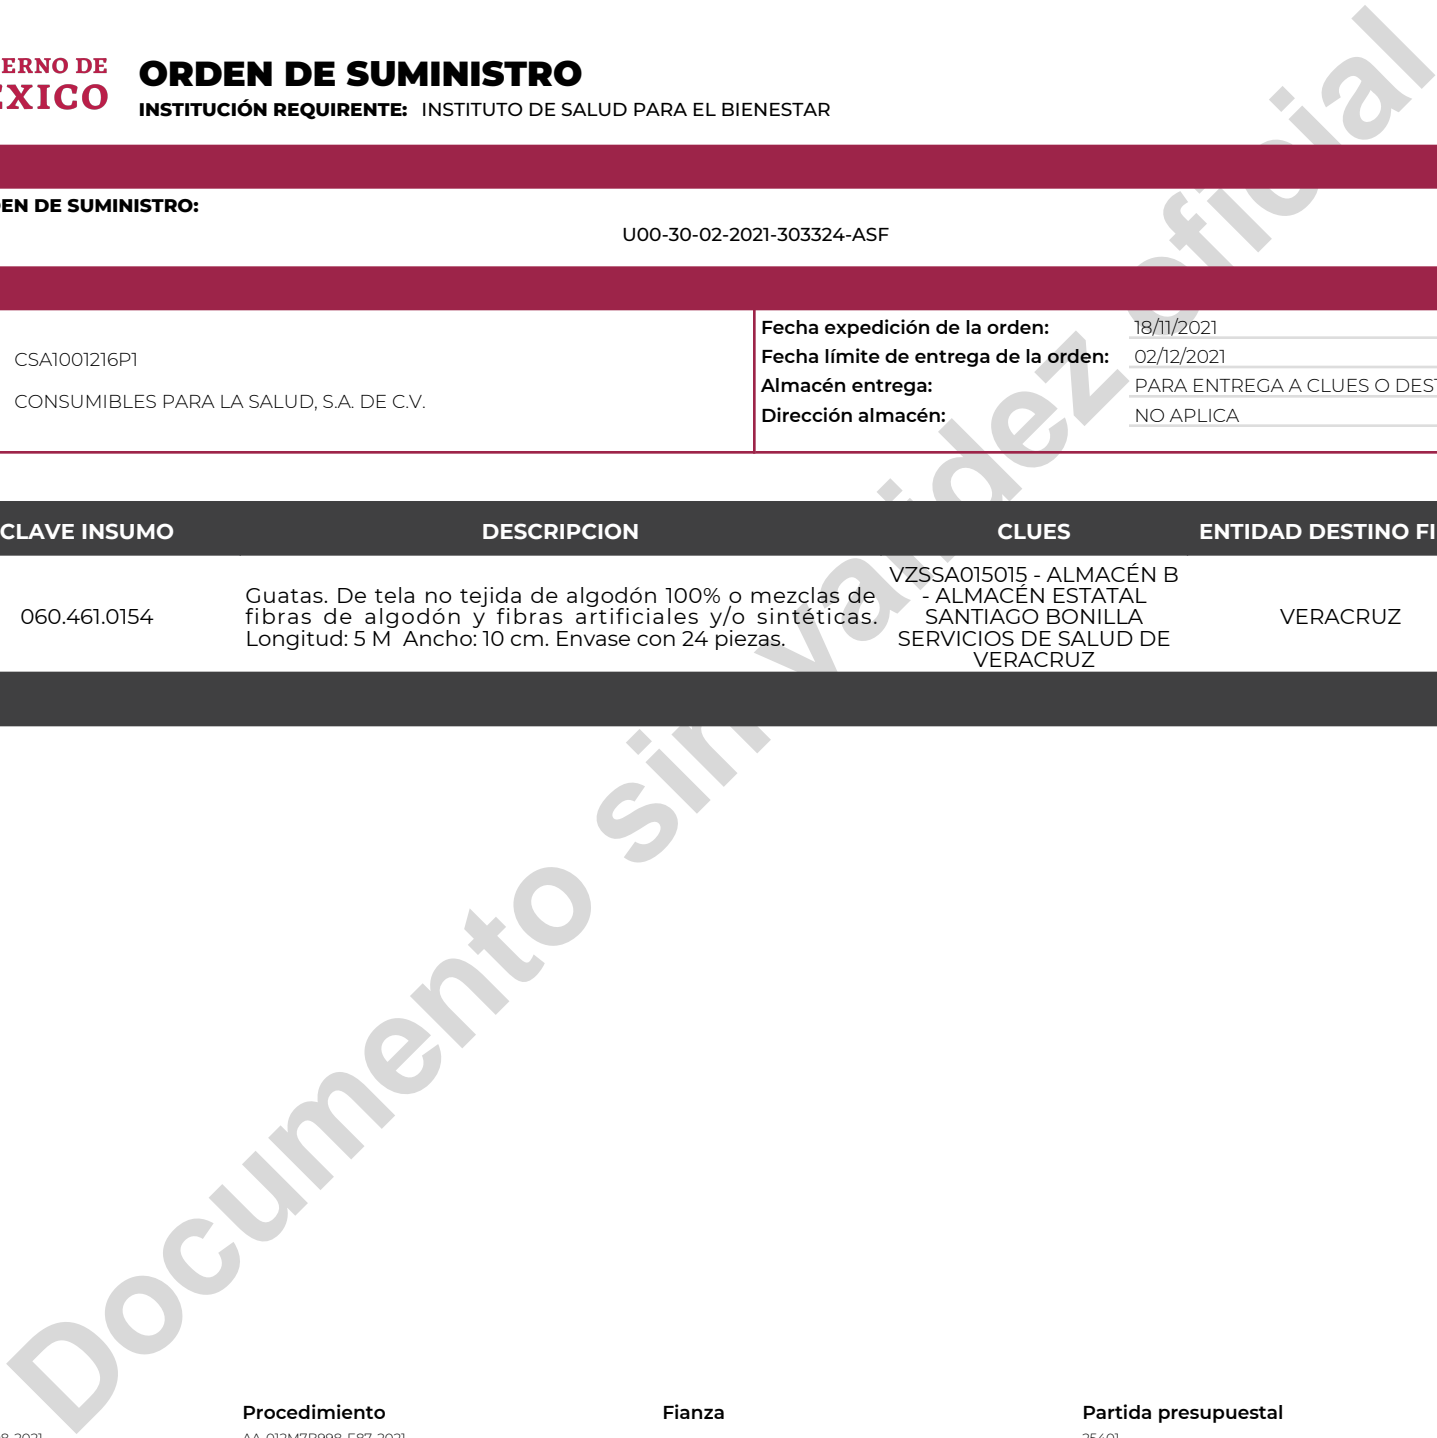 ERNO DE
EXICO
ORDEN DE SUMINISTRO
INSTITUCIÓN REQUIRENTE: INSTITUTO DE SALUD PARA EL BIENESTAR
EN DE SUMINISTRO:
U00-30-02-2021-303324-ASF
CSA1001216P1
CONSUMIBLES PARA LA SALUD, S.A. DE C.V.
Fecha expedición de la orden: 18/11/2021
Fecha límite de entrega de la orden: 02/12/2021
Almacén entrega: PARA ENTREGA A CLUES O DEST
Dirección almacén: NO APLICA
CLAVE INSUMO DESCRIPCION CLUES ENTIDAD DESTINO FI
060.461.0154
Guatas. De tela no tejida de algodón 100% o mezclas de
fibras de algodón y fibras artificiales y/o sintéticas.
Longitud: 5 M Ancho: 10 cm. Envase con 24 piezas.
VZSSA015015 - ALMACÉN B
- ALMACÉN ESTATAL
SANTIAGO BONILLA
SERVICIOS DE SALUD DE
VERACRUZ
VERACRUZ
Documento sin validez oficial
Procedimiento Fianza Partida presupuestal